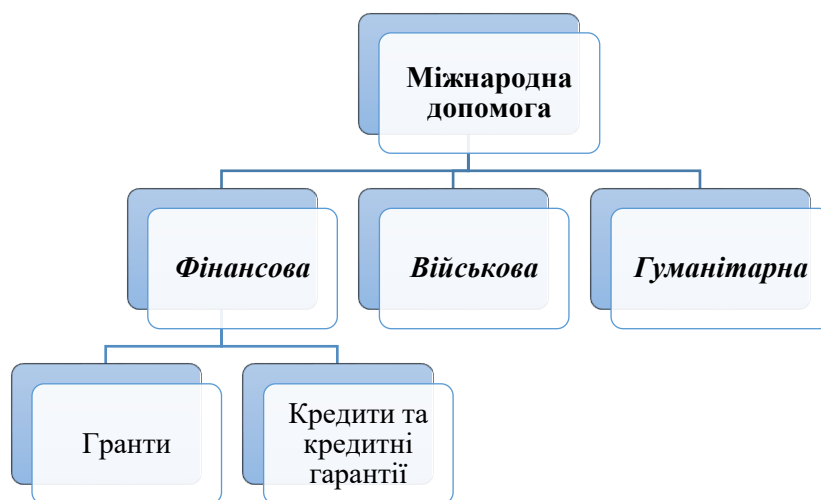 Міжнародна
допомога
Фінансова
Військова
Гуманітарна
Гранти
Кредити та
кредитні
гарантії